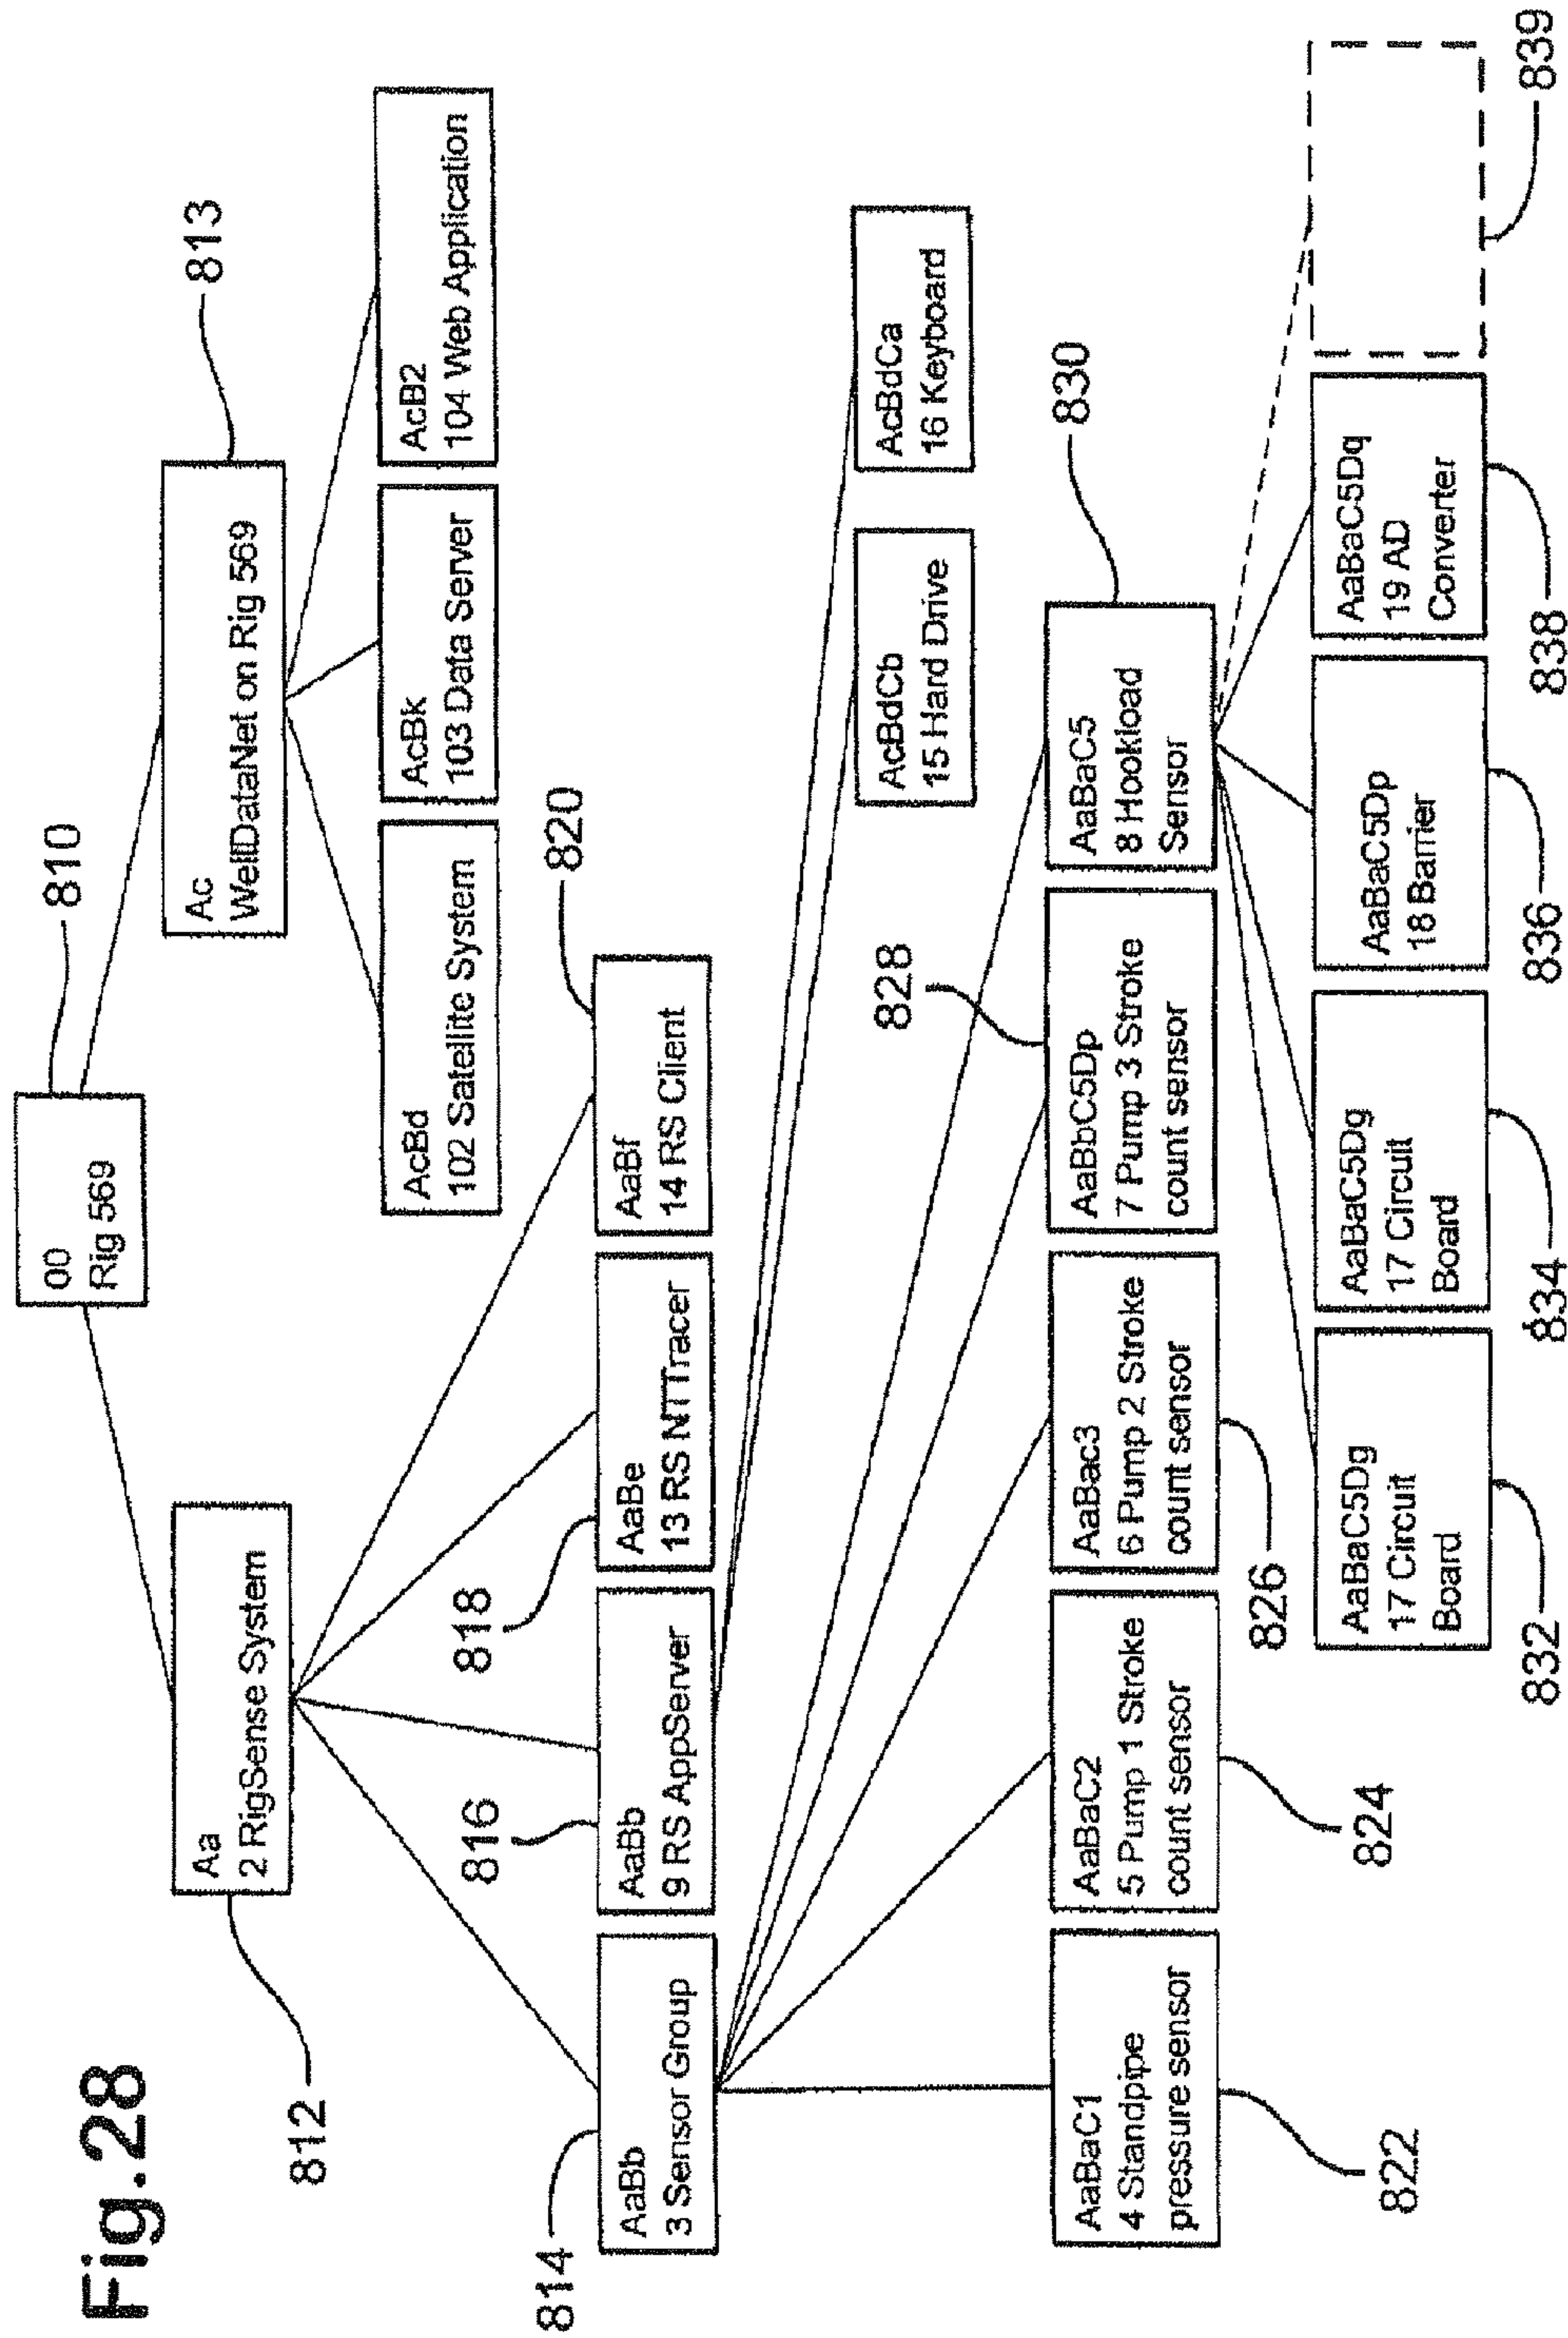 Fig.28
810
00
Rig 569
812
Aa
2 RigSense System
813
Ac
WellDataNet on Rig 569
AcBd
102 Satellite System
AcBk
103 Data Server
AcB2
104 Web Application
814
AaBb
3 Sensor Group
816
AaBb
9 RS AppServer
818
AaBe
13 RS NTTracer
820
AaBf
14 RS Client
AcBdCb
15 Hard Drive
AcBdCa
16 Keyboard
AaBaC1
4 Standpipe
pressure sensor
822
AaBaC2
5 Pump 1 Stroke
count sensor
824
AaBac3
6 Pump 2 Stroke
count sensor
826
828
AaBbC5Dp
7 Pump 3 Stroke
count sensor
830
AaBaC5
8 Hookload
Sensor
AaBaC5Dg
17 Circuit
Board
832
AaBaC5Dg
17 Circuit
Board
834
AaBaC5Dp
18 Barrier
836
AaBaC5Dq
19 AD
Converter
838
839